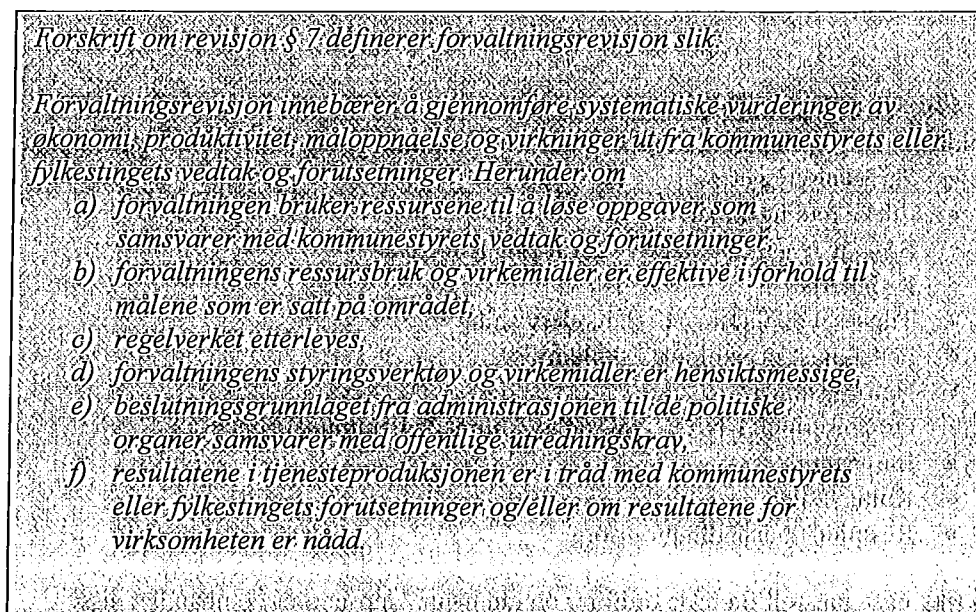 Forskrift om revisjon § 7 definerer forvaltningsrevisjon slik:
Forvaltningsrevisjon innebærer å gjennomføre systematiske vurderinger av
økonomi, produktivitet, måloppnåelse og virkninger ut fra kommunestyrets eller
fylkestingets vedtak og forutsetninger. Herunder om
a) forvaltningen bruker ressursene til å løse oppgaver som
samsvarer med kommunestyrets vedtak og forutsetninger,
b) forvaltningens ressursbruk og virkemidler er effektive i forhold til
målene som er satt på området,
c) regelverket etterleves,
d) forvaltningens styringsverktøy og virkemidler er hensiktsmessige,
e) beslutningsgrunnlaget fra administrasjonen til de politiske
organer samsvarer med offentlige utredningskrav,
f) resultatene i tjenesteproduksjonen er i tråd med kommunestyrets
eller fylkestingets forutsetninger og/eller om resultatene for
virksomheten er nådd.